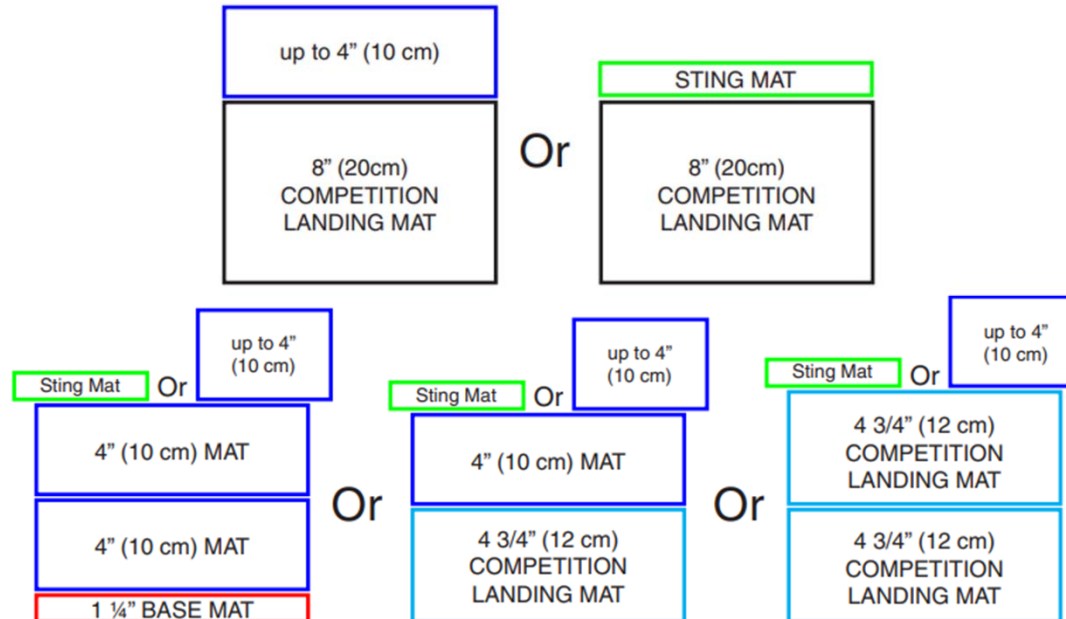 up to 4” (10 cm)
8” (20cm)
COMPETITION
LANDING MAT
Or
STING MAT
8” (20cm)
COMPETITION
LANDING MAT
Sting Mat
Or
up to 4”
(10 cm)
4” (10 cm) MAT
4” (10 cm) MAT
1 ¼” BASE MAT
Or
Sting Mat
Or
up to 4”
(10 cm)
4” (10 cm) MAT
4 3/4” (12 cm)
COMPETITION
LANDING MAT
Or
Sting Mat
Or
up to 4”
(10 cm)
4 3/4” (12 cm)
COMPETITION
LANDING MAT
4 3/4” (12 cm)
COMPETITION
LANDING MAT